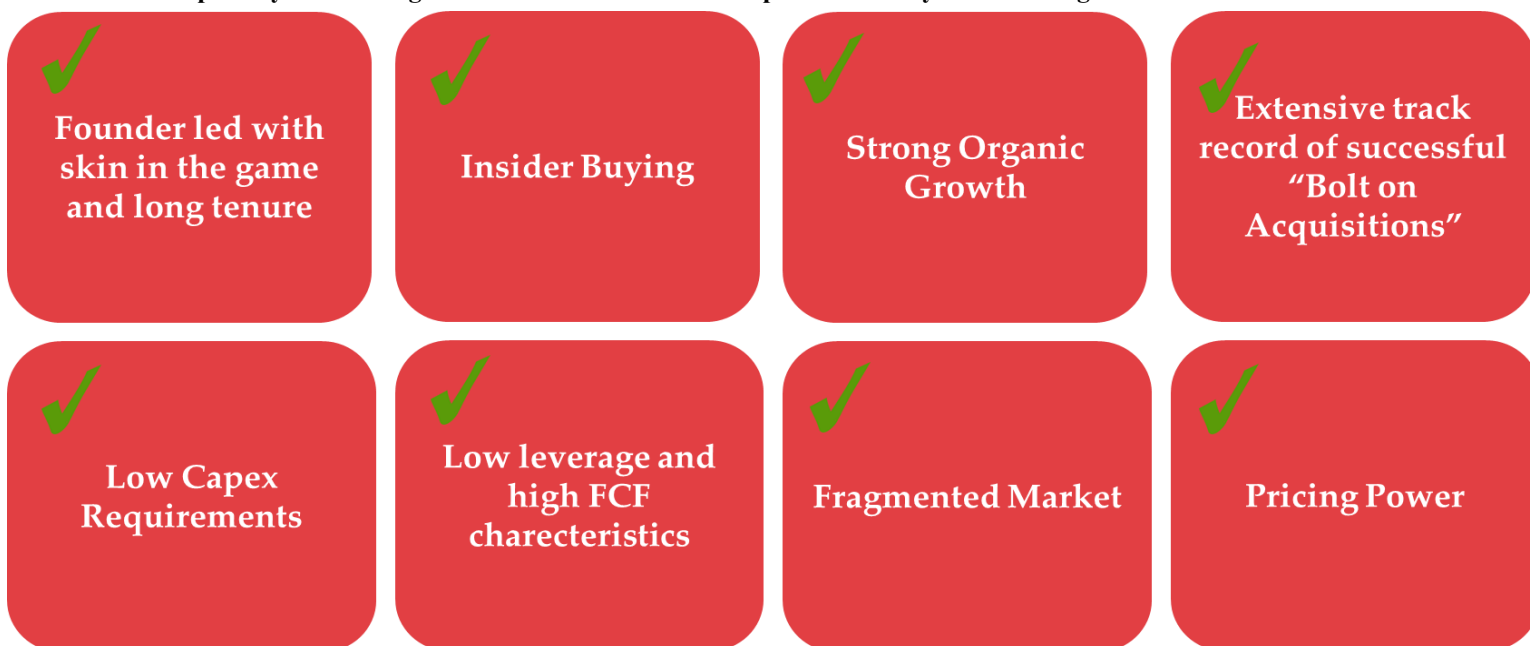 Founder led with
skin in the game
and long tenure
Insider Buying
Strong Organic
Growth
Extensive track
record of successful
“Bolt on
Acquisitions”
Low Capex
Requirements
Low leverage and
high FCF
charecteristics
Fragmented Market
Pricing Power